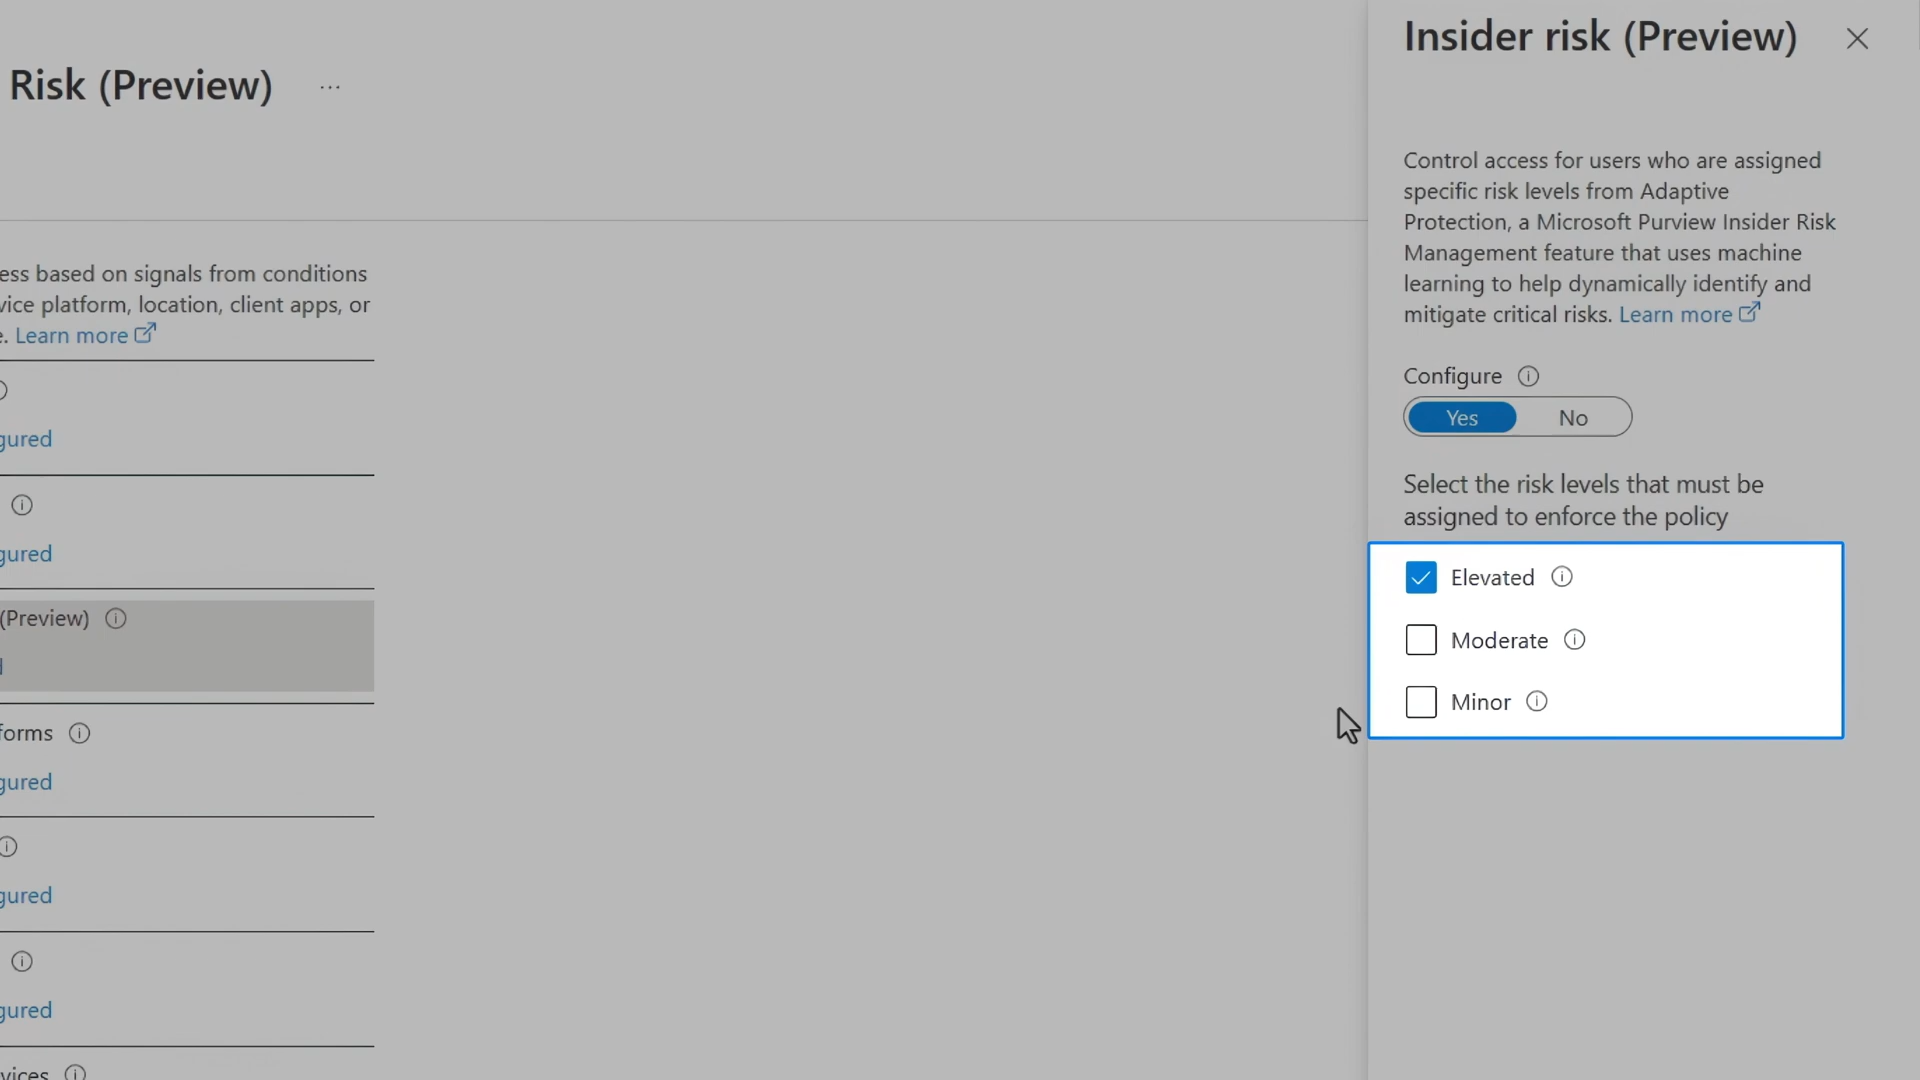 Risk (Preview)
ess based on signals from conditions
vice platform, location, client apps, or
e. Learn more
gured
gured
(Preview)
forms
gured
gured
gured
vices
Insider risk (Preview)
Control access for users who are assigned
specific risk levels from Adaptive
Protection, a Microsoft Purview Insider Risk
Management feature that uses machine
learning to help dynamically identify and
mitigate critical risks. Learn more
Configure
Yes No
Select the risk levels that must be
assigned to enforce the policy
Elevated
Moderate
Minor